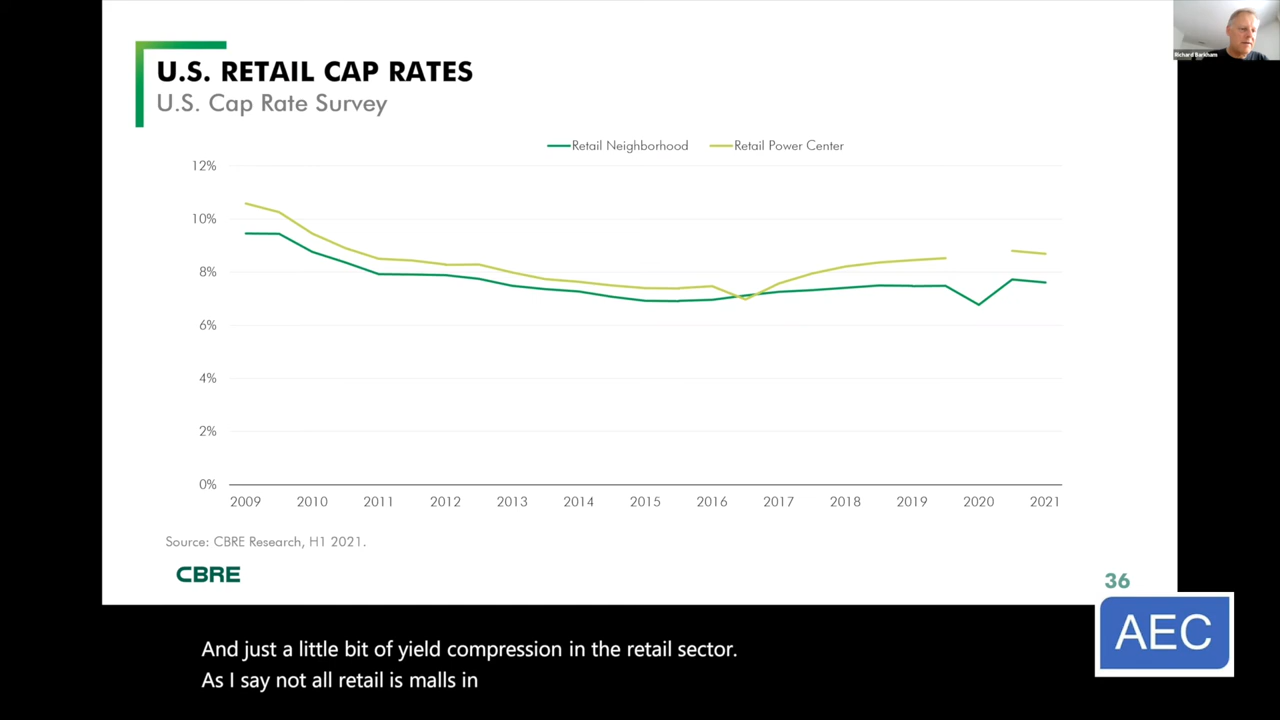 Richard Barkham
U.S. RETAIL CAP RATES
U.S. Cap Rate Survey
Retail Neighborhood Retail Power Center
12%
10%
8%
6%
4%
2%
0%
2009 2010 2011 2012 2013 2014 2015 2016 2017 2018 2019 2020 2021
Source: CBRE Research, H1 2021.
CBRE
36
AEC
And just a little bit of yield compression in the retail sector.
As I say not all retail is malls in